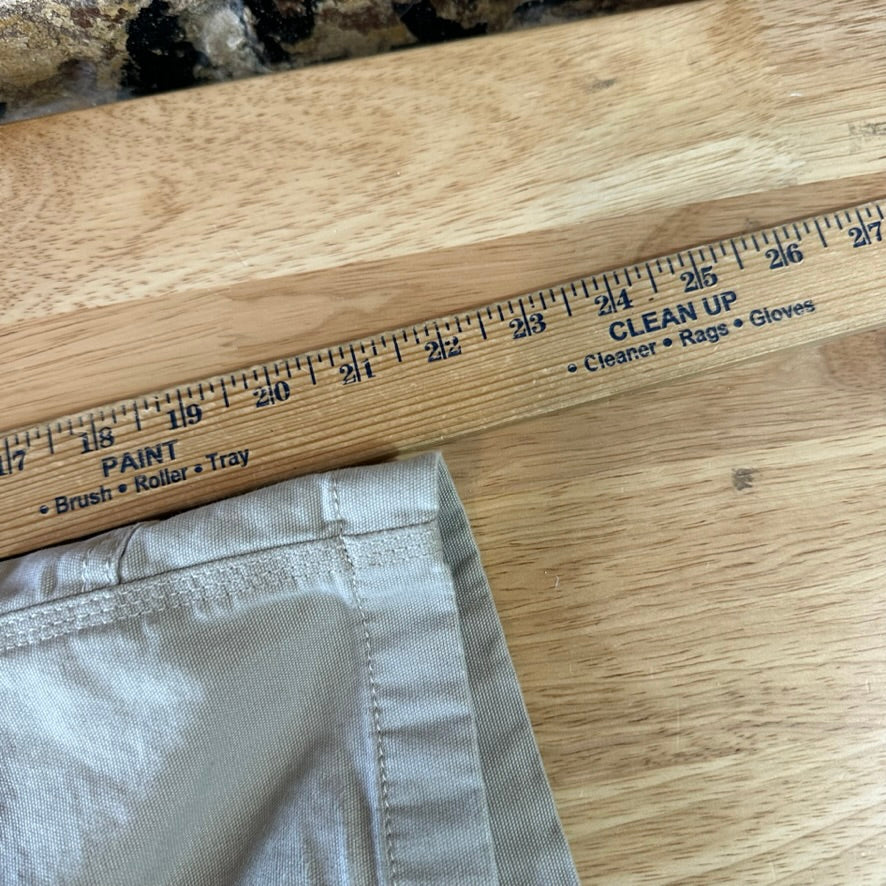 17 18 19 20 21 22 23 24 25 26 27
PAINT
• Brush • Roller • Tray
CLEAN UP
• Cleaner • Rags • Gloves